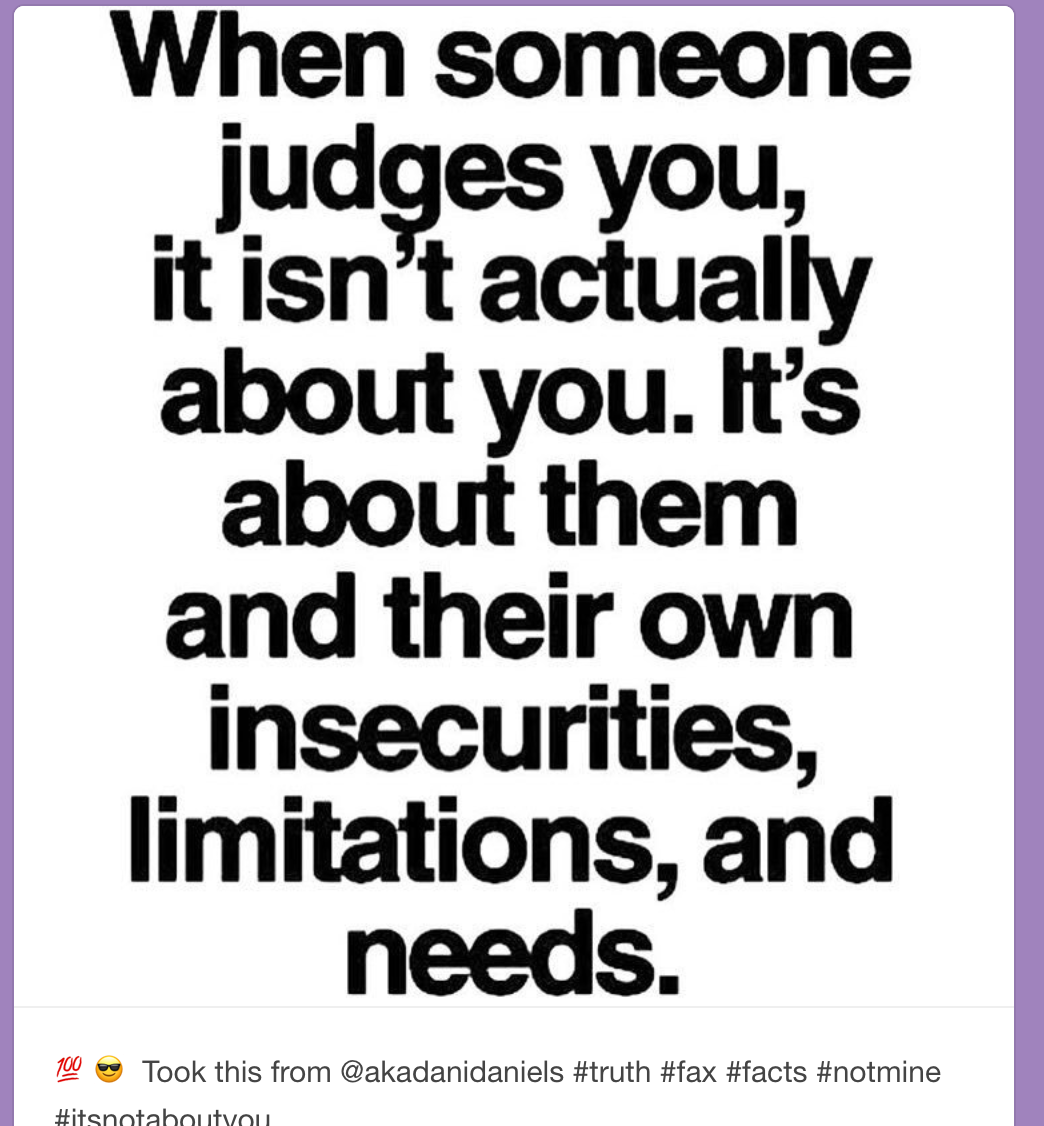 When someone
judges you,
it isn’t actually
about you. It’s
about them
and their own
insecurities,
limitations, and
needs.
💯 😎 Took this from @akadanidaniels #truth #fax #facts #notmine
#itsnotaboutyou